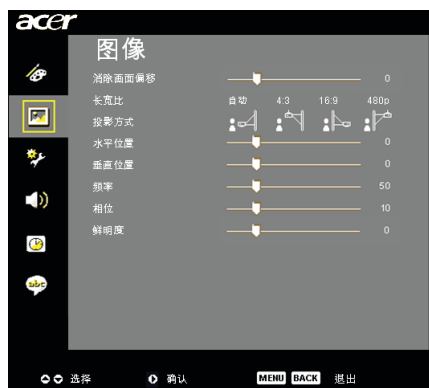 acer
图像
消除画面偏移 0
长宽比 自动 4:3 16:9 480p
投影方式
水平位置 0
垂直位置 0
频率 50
相位 10
鲜明度 0
abc
选择 确认 MENU BACK 退出